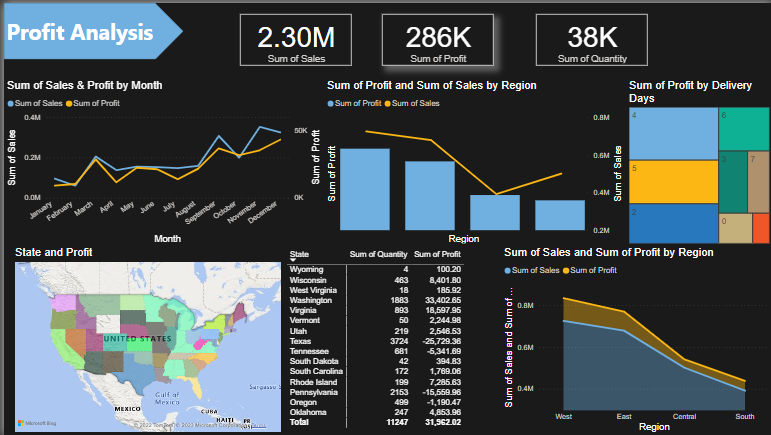 Profit Analysis
2.30M
Sum of Sales
286K
Sum of Profit
38K
Sum of Quantity
Sum of Sales & Profit by Month
Sum of Sales Sum of Profit
Sum of Sales
0.4M
0.2M
0.0M
50K
0K
Sum of Profit
January
February
March
April
May
June
July
August
September
October
November
December
Month
Sum of Profit and Sum of Sales by Region
Sum of Profit Sum of Sales
Sum of Profit
0.8M
0.6M
0.4M
0.2M
Sum of Sales
Region
Sum of Profit by Delivery
Days
4
5
2
6
3
7
0
State and Profit
UNITED STATES
MEXICO
Gulf of
Mexico
CUBA
HAITI
PR
Sargasso S
Microsoft Bing
© 2022 TomTom, © 2023 Microsoft Corporation
State Sum of Quantity Sum of Profit
Wyoming 4 100.20
Wisconsin 463 8,401.80
West Virginia 18 185.92
Washington 1883 33,402.65
Virginia 893 18,597.95
Vermont 50 2,244.98
Utah 219 2,546.53
Texas 3724 -25,729.36
Tennessee 681 -5,341.69
South Dakota 42 394.83
South Carolina 172 1,769.06
Rhode Island 199 7,285.63
Pennsylvania 2153 -15,559.96
Oregon 499 -1,190.47
Oklahoma 247 4,853.96
Total 11247 31,962.02
Sum of Sales and Sum of Profit by Region
Sum of Sales Sum of Profit
Sum of Sales and Sum of ...
0.8M
0.6M
0.4M
West
East
Central
South
Region